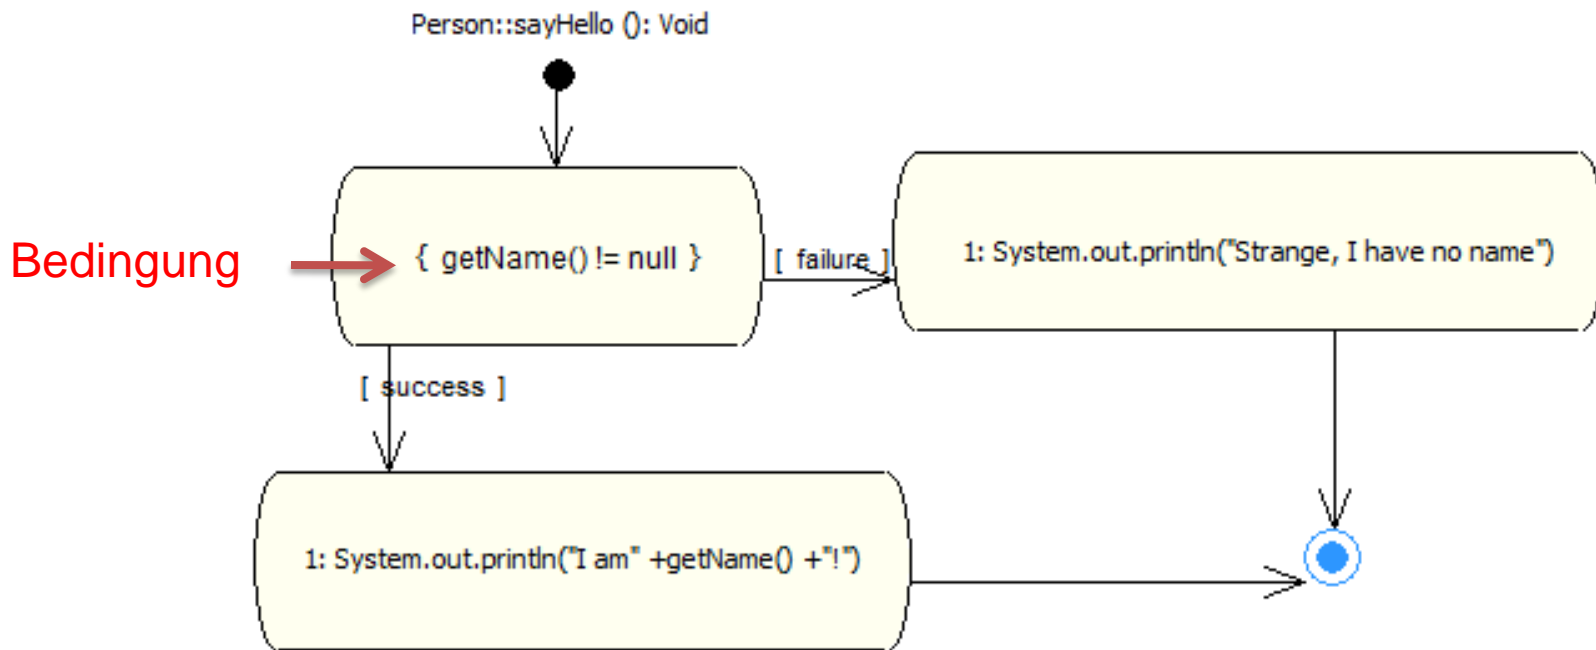 Person::sayHello (): Void
Bedingung
{ getName() != null }
[ failure ]
1: System.out.println("Strange, I have no name")
[ success ]
1: System.out.println("I am" +getName() +"!")